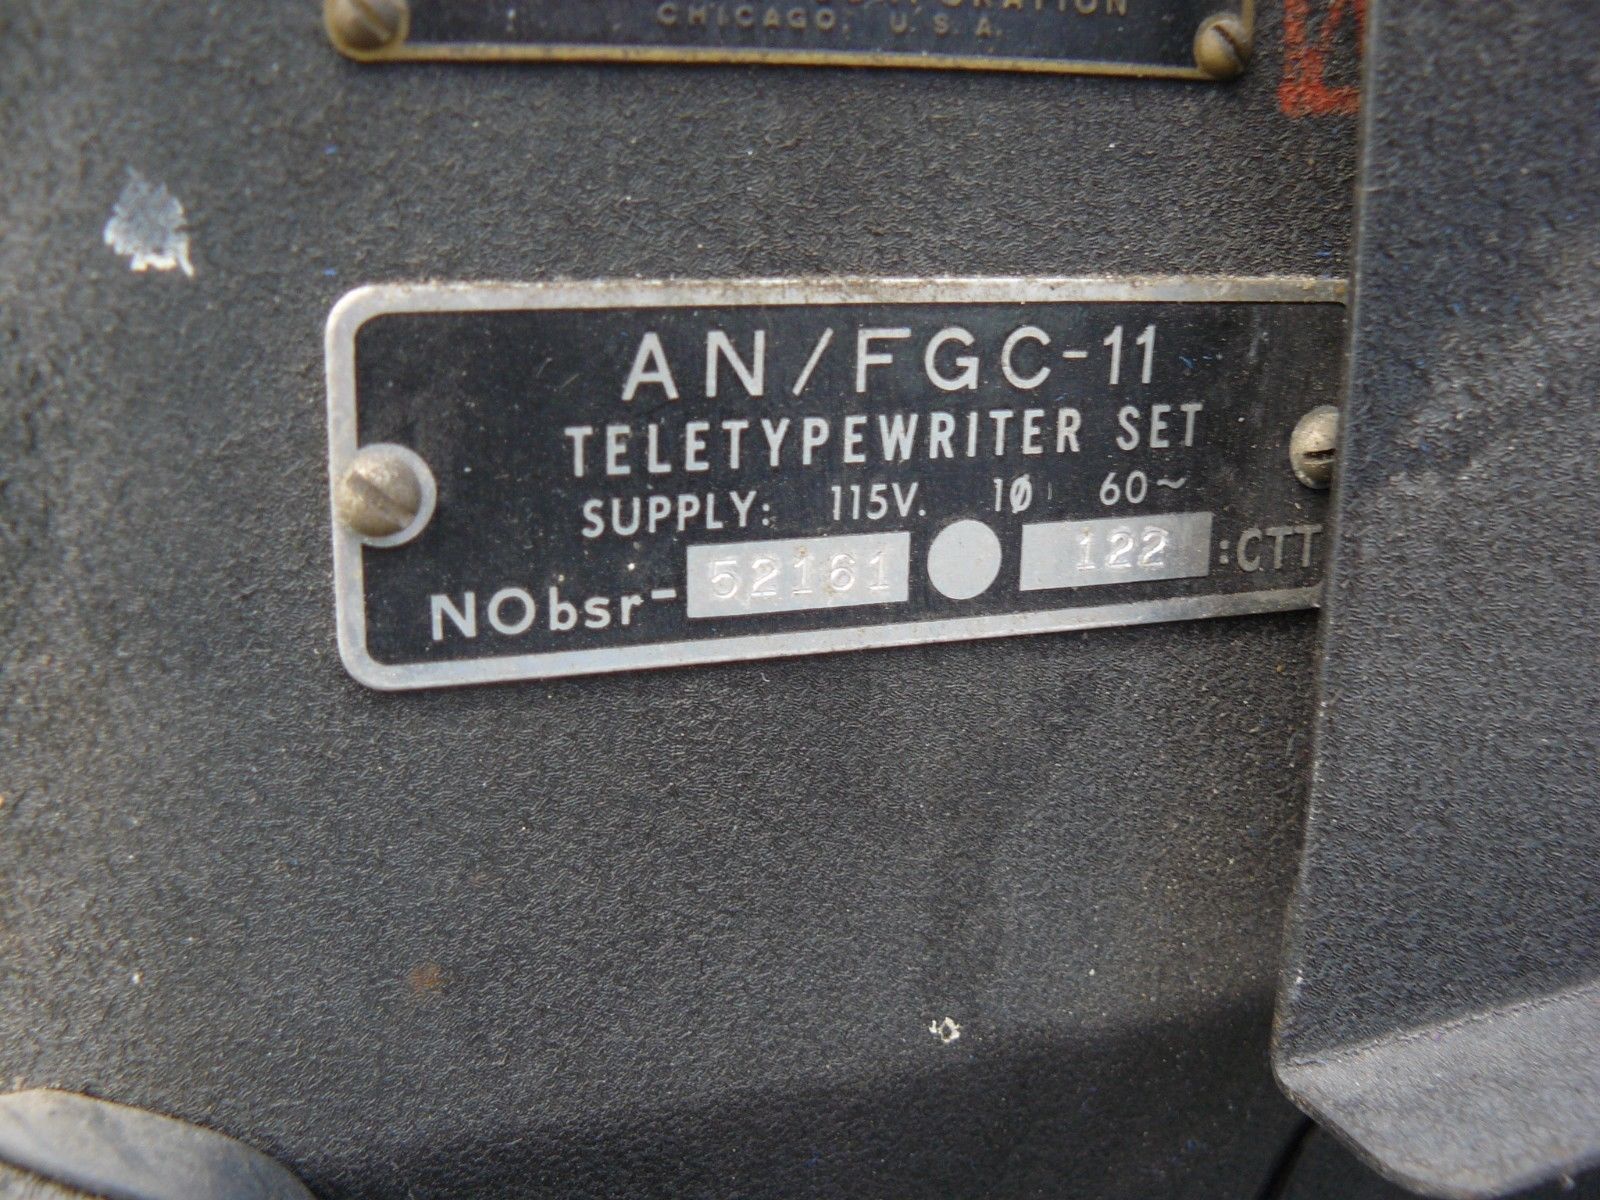 CHICAGO, U. S. A.
AN/FGC-11
TELETYPEWRITER SET
SUPPLY: 115V. 1Ø 60~
NObsr- 52161 122 :CTT